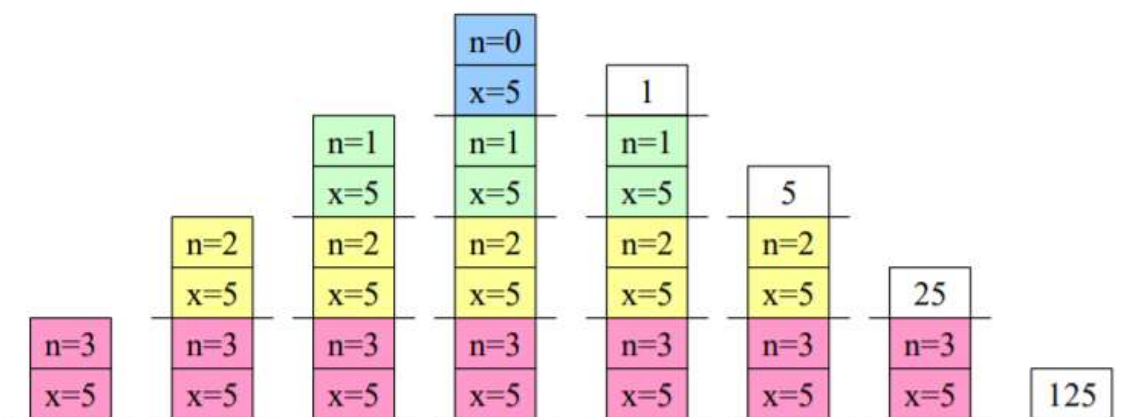 n=0
x=5 1
n=1 n=1 n=1
x=5 x=5 x=5 5
n=2 n=2 n=2 n=2 n=2
x=5 x=5 x=5 x=5 x=5 25
n=3 n=3 n=3 n=3 n=3 n=3 n=3
x=5 x=5 x=5 x=5 x=5 x=5 x=5 125